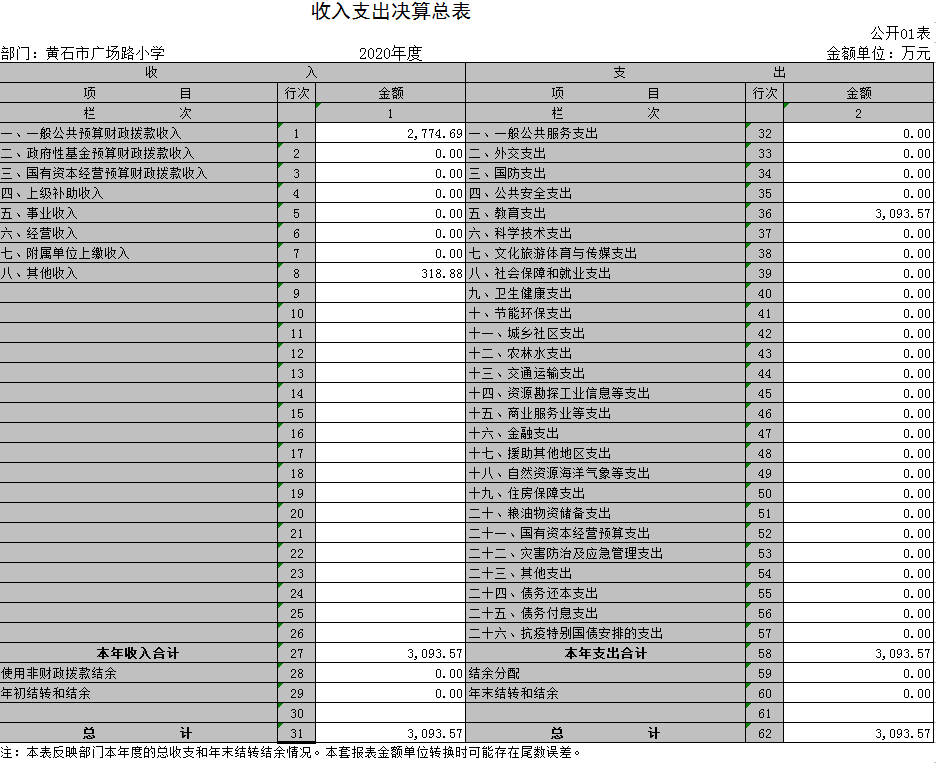 收入支出决算总表
公开01表
部门：黄石市广场路小学 2020年度 金额单位：万元
收 入 支 出
项 目 行次 金额 项 目 行次 金额
栏 次 1 栏 次 2
一、一般公共预算财政拨款收入 1 2,774.69 一、一般公共服务支出 32 0.00
二、政府性基金预算财政拨款收入 2 0.00 二、外交支出 33 0.00
三、国有资本经营预算财政拨款收入 3 0.00 三、国防支出 34 0.00
四、上级补助收入 4 0.00 四、公共安全支出 35 0.00
五、事业收入 5 0.00 五、教育支出 36 3,093.57
六、经营收入 6 0.00 六、科学技术支出 37 0.00
七、附属单位上缴收入 7 0.00 七、文化旅游体育与传媒支出 38 0.00
八、其他收入 8 318.88 八、社会保障和就业支出 39 0.00
9 九、卫生健康支出 40 0.00
10 十、节能环保支出 41 0.00
11 十一、城乡社区支出 42 0.00
12 十二、农林水支出 43 0.00
13 十三、交通运输支出 44 0.00
14 十四、资源勘探工业信息等支出 45 0.00
15 十五、商业服务业等支出 46 0.00
16 十六、金融支出 47 0.00
17 十七、援助其他地区支出 48 0.00
18 十八、自然资源海洋气象等支出 49 0.00
19 十九、住房保障支出 50 0.00
20 二十、粮油物资储备支出 51 0.00
21 二十一、国有资本经营预算支出 52 0.00
22 二十二、灾害防治及应急管理支出 53 0.00
23 二十三、其他支出 54 0.00
24 二十四、债务还本支出 55 0.00
25 二十五、债务付息支出 56 0.00
26 二十六、抗疫特别国债安排的支出 57 0.00
本年收入合计 27 3,093.57 本年支出合计 58 3,093.57
使用非财政拨款结余 28 0.00 结余分配 59 0.00
年初结转和结余 29 0.00 年末结转和结余 60 0.00
30 61
总 计 31 3,093.57 总 计 62 3,093.57
注：本表反映部门本年度的总收支和年末结转结余情况。本套报表金额单位转换时可能存在尾数误差。